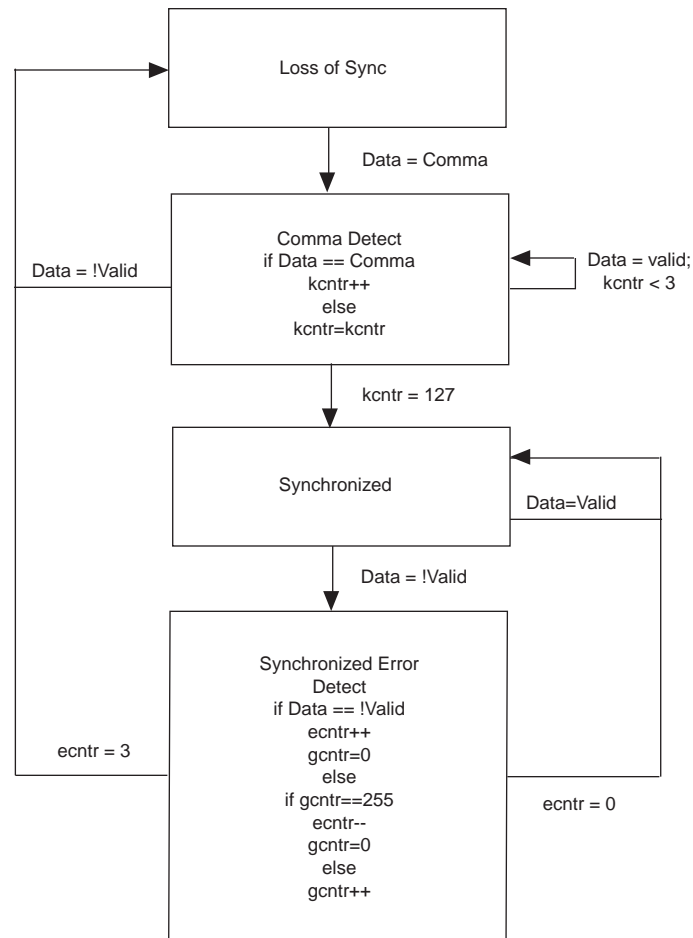 Loss of Sync
Data = Comma
Comma Detect
if Data == Comma
kcntr++
else
kcntr=kcntr
Data = !Valid
Data = valid;
kcntr < 3
kcntr = 127
Synchronized
Data=Valid
Data = !Valid
Synchronized Error
Detect
if Data == !Valid
ecntr++
gcntr=0
else
if gcntr==255
ecntr--
gcntr=0
else
gcntr++
ecntr = 3
ecntr = 0